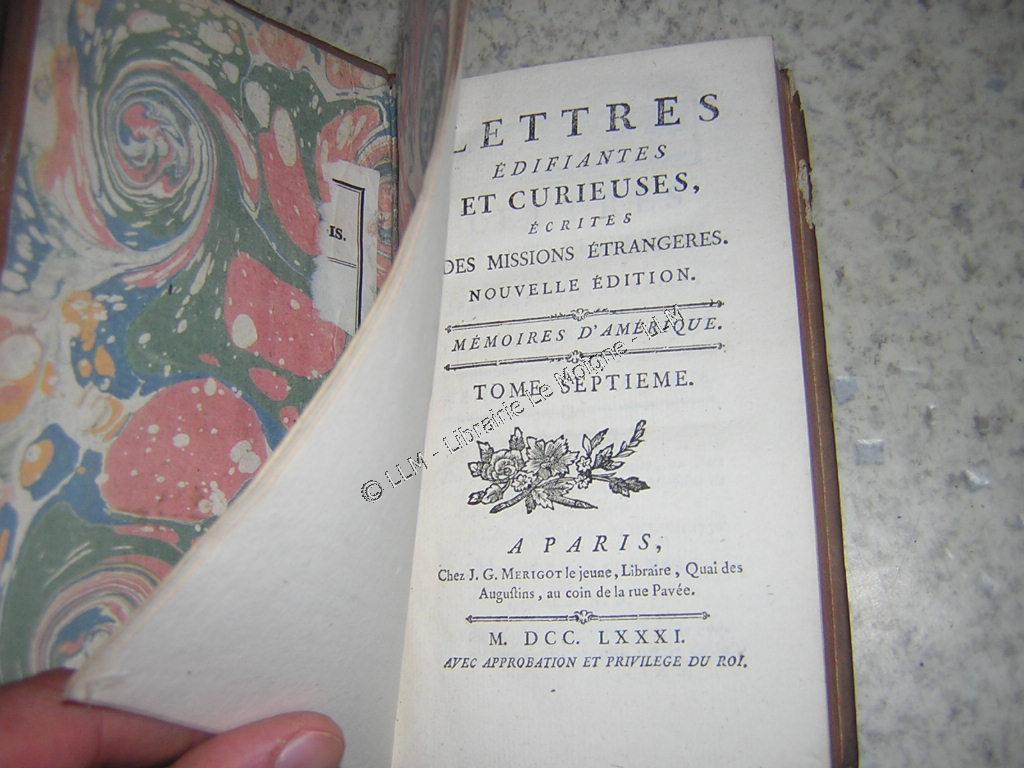 IS.
LETTRES
ÉDIFIANTES
ET CURIEUSES,
ÉCRITES
DES MISSIONS ÉTRANGERES.
NOUVELLE ÉDITION.
MÉMOIRES D'AMÉRIQUE.
TOME SEPTIEME.
© LLM - Librairie Le Moigne - LLM
A PARIS,
Chez J. G. MERIGOT le jeune, Libraire, Quai des
Auguſtins, au coin de la rue Pavée.
M. DCC. LXXXI.
AVEC APPROBATION ET PRIVILEGE DU ROI.